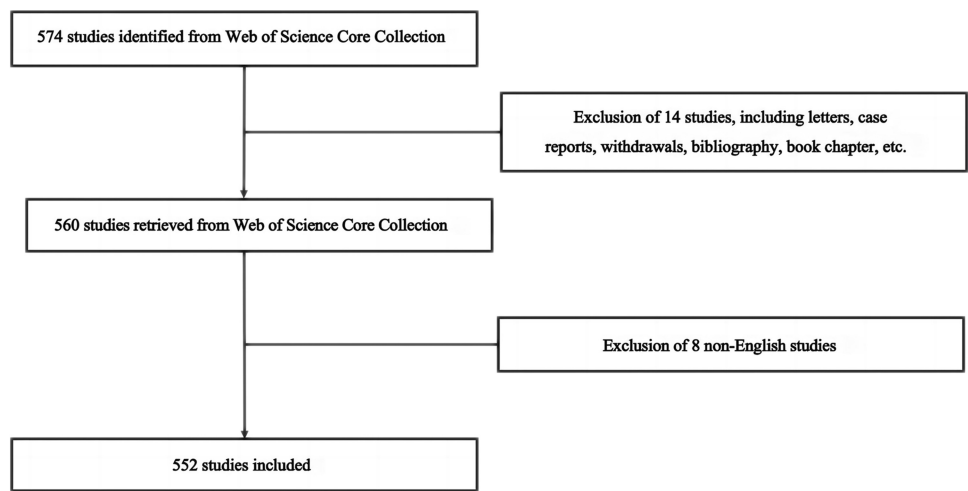 574 studies identified from Web of Science Core Collection
Exclusion of 14 studies, including letters, case
reports, withdrawals, bibliography, book chapter, etc.
560 studies retrieved from Web of Science Core Collection
Exclusion of 8 non-English studies
552 studies included